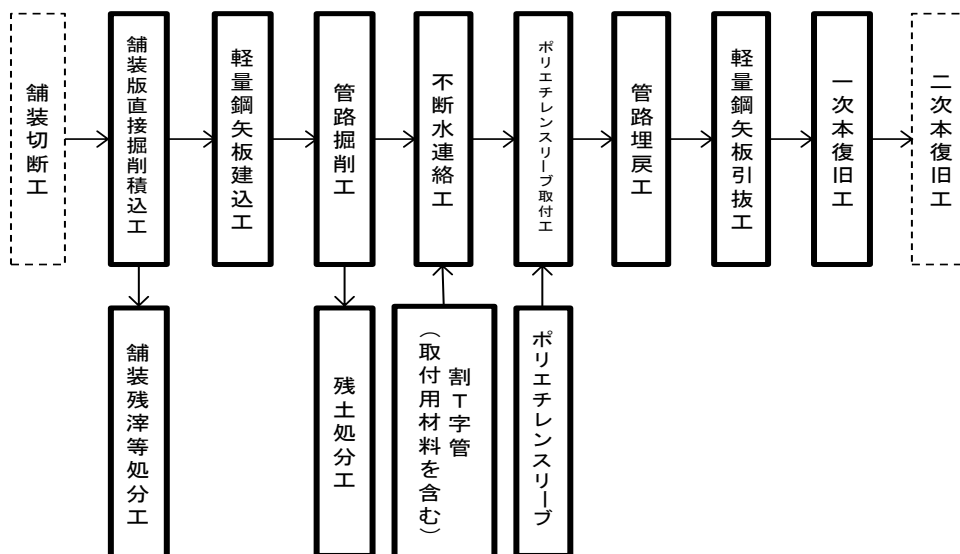 舗装切断工
舗装版直接掘削積込工
軽量鋼矢板建込工
管路掘削工
不断水連絡工
ポリエチレンスリーブ取付工
管路埋戻工
軽量鋼矢板引抜工
一次本復旧工
二次本復旧工
舗装残滓等処分工
残土処分工
割T字管
（取付用材料を含む）
ポリエチレンスリーブ